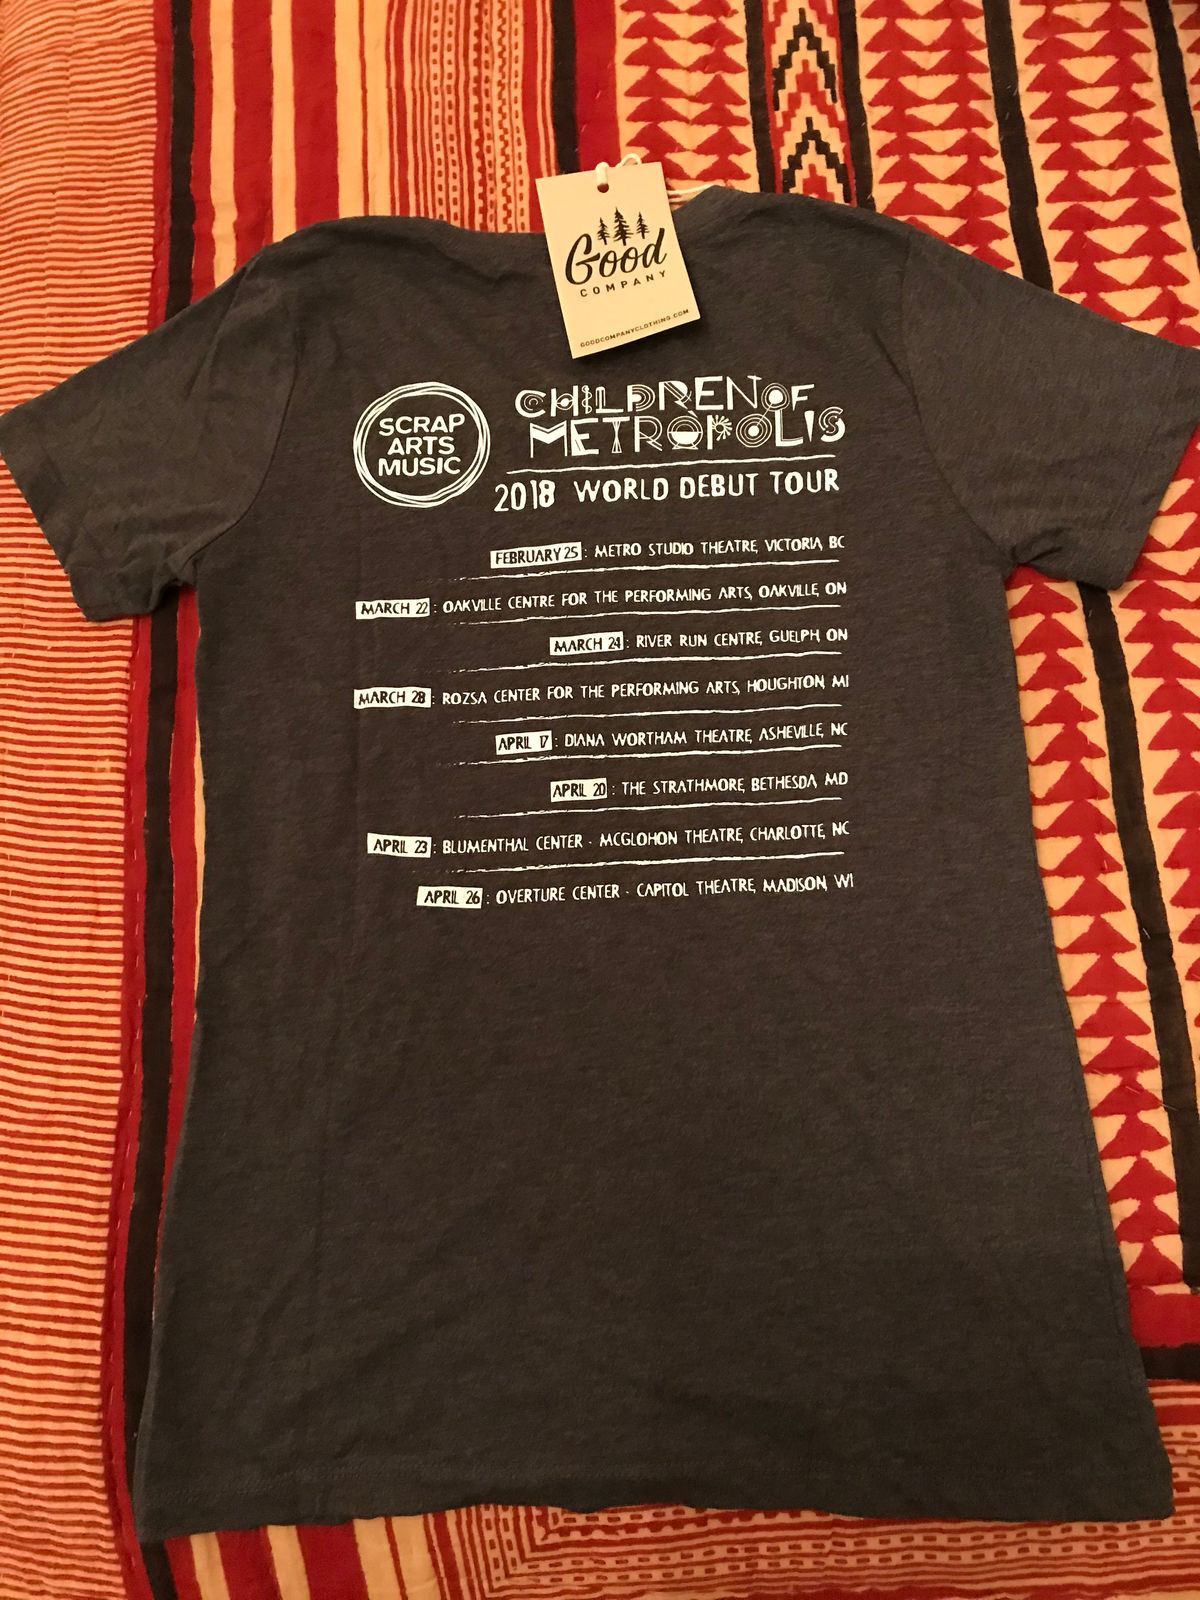 Good
COMPANY
GOODCOMPANYCLOTHING.COM
SCRAP
ARTS
MUSIC
CHILDREN OF
METROPOLIS
2018 WORLD DEBUT TOUR
FEBRUARY 25: METRO STUDIO THEATRE, VICTORIA, BC
MARCH 22: OAKVILLE CENTRE FOR THE PERFORMING ARTS, OAKVILLE, ON
MARCH 24: RIVER RUN CENTRE, GUELPH, ON
MARCH 28: ROZSA CENTER FOR THE PERFORMING ARTS, HOUGHTON, MI
APRIL 17: DIANA WORTHAM THEATRE, ASHEVILLE, NC
APRIL 20: THE STRATHMORE, BETHESDA, MD
APRIL 23: BLUMENTHAL CENTER - MCGLOHON THEATRE, CHARLOTTE, NC
APRIL 26: OVERTURE CENTER - CAPITOL THEATRE, MADISON, WI